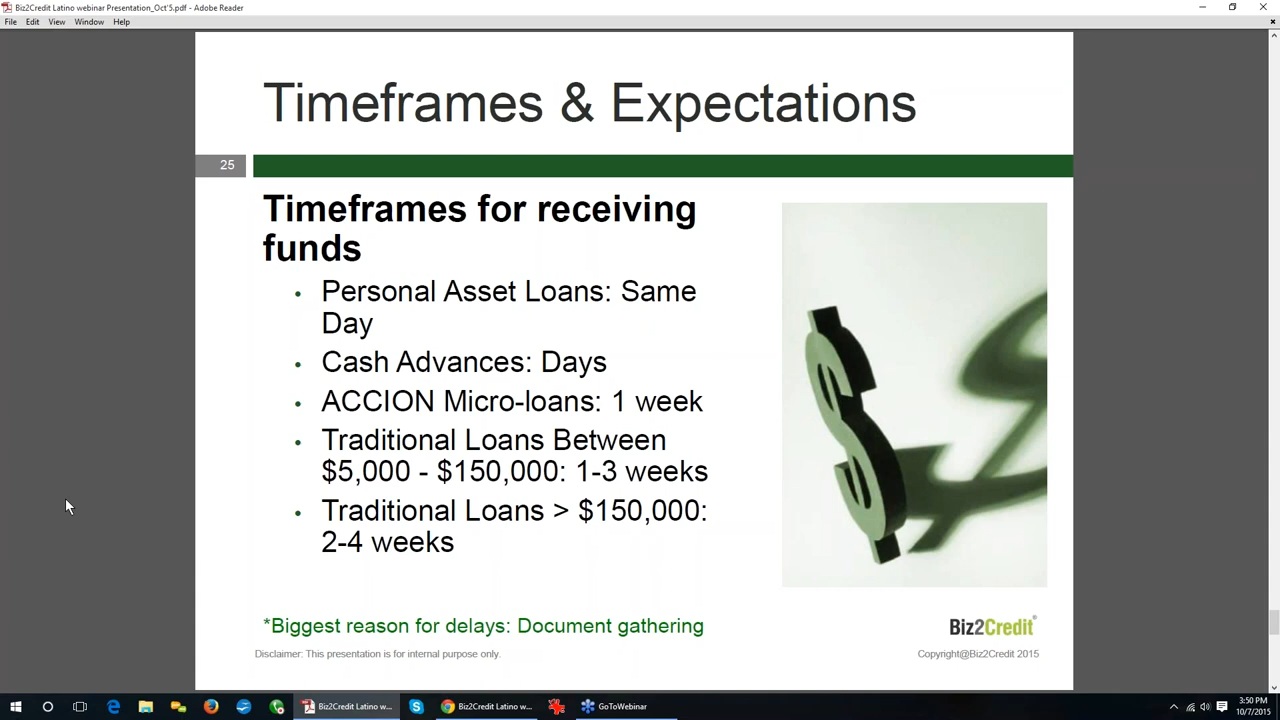 Biz2Credit Latino webinar Presentation_Oct'5.pdf - Adobe Reader
File Edit View Window Help
Timeframes & Expectations
25
Timeframes for receiving
funds
• Personal Asset Loans: Same
Day
• Cash Advances: Days
• ACCION Micro-loans: 1 week
• Traditional Loans Between
$5,000 - $150,000: 1-3 weeks
• Traditional Loans > $150,000:
2-4 weeks
*Biggest reason for delays: Document gathering
Biz2Credit®
Disclaimer: This presentation is for internal purpose only.
Copyright@Biz2Credit 2015
Biz2Credit Latino w...
Biz2Credit Latino w...
GoToWebinar
3:50 PM
10/7/2015